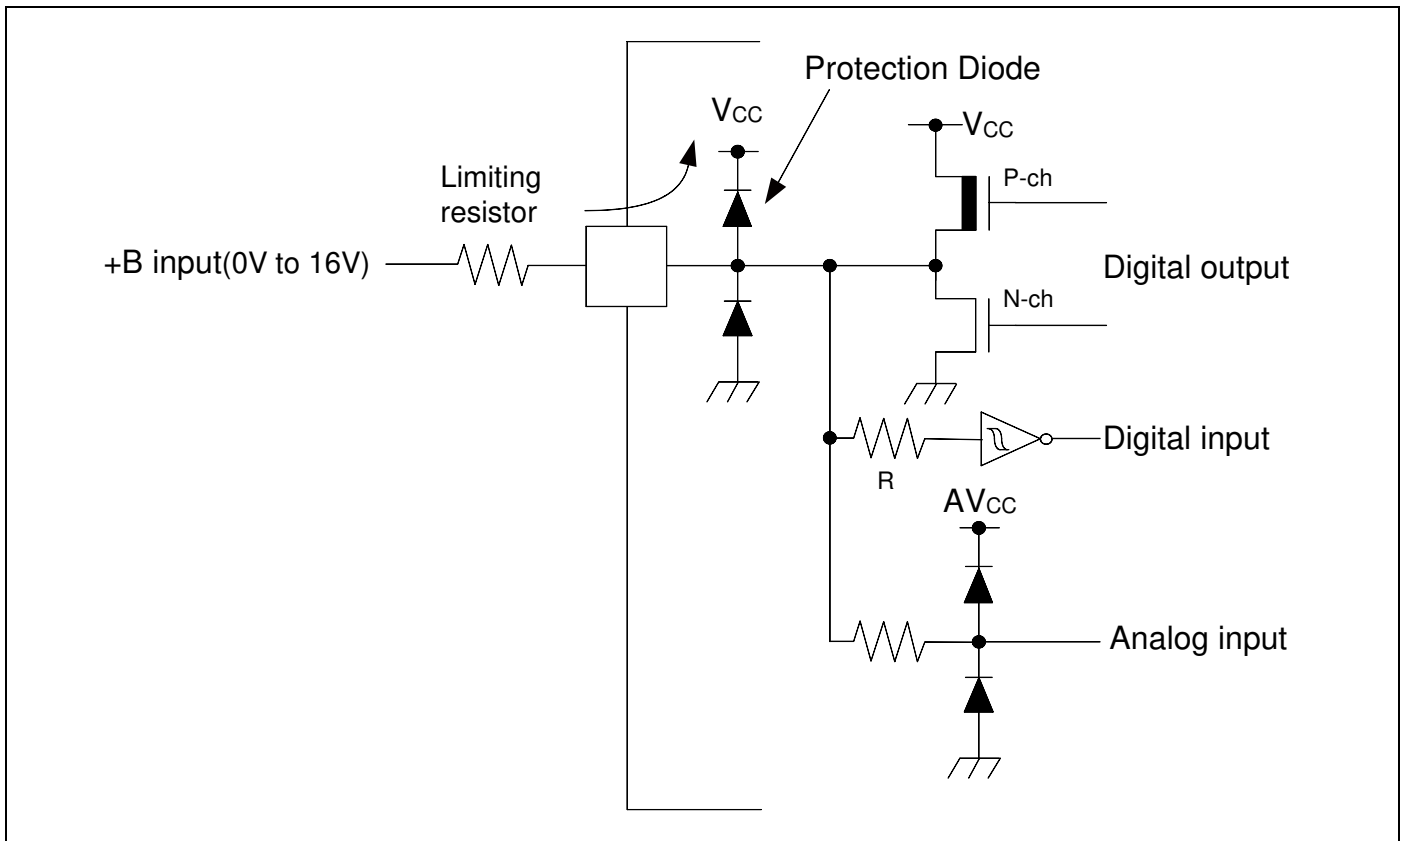 Protection Diode
VCC
VCC
Limiting
resistor
P-ch
+B input(0V to 16V)
Digital output
N-ch
Digital input
R
AVCC
Analog input